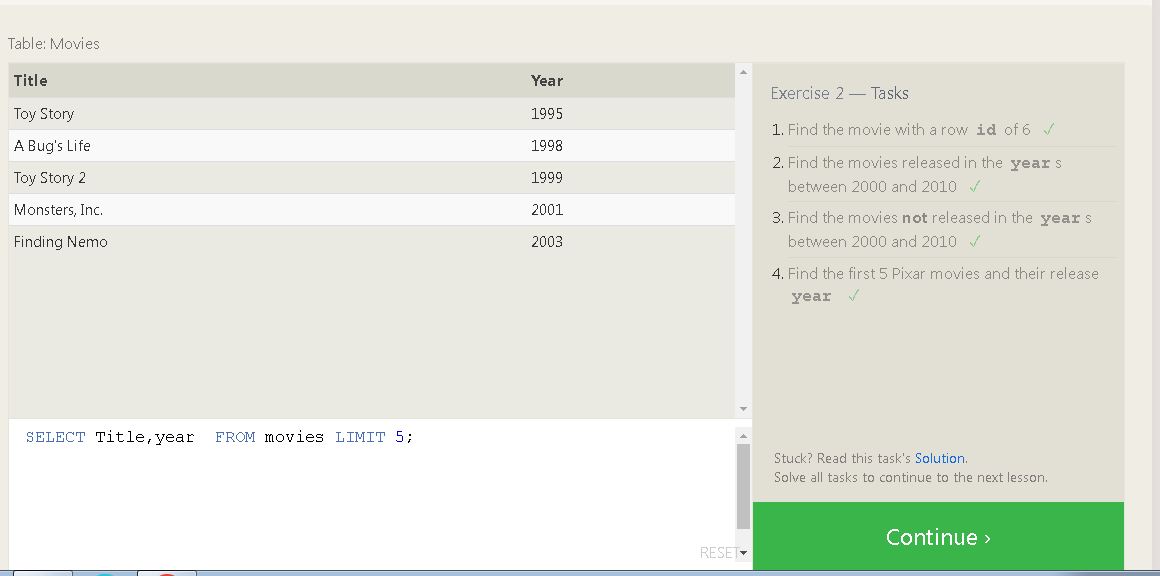 Table: Movies
Title Year
Toy Story 1995
A Bug's Life 1998
Toy Story 2 1999
Monsters, Inc. 2001
Finding Nemo 2003
SELECT Title,year  FROM movies LIMIT 5;
RESET
Exercise 2 — Tasks
1. Find the movie with a row id of 6 ✓
2. Find the movies released in the year s
between 2000 and 2010 ✓
3. Find the movies not released in the year s
between 2000 and 2010 ✓
4. Find the first 5 Pixar movies and their release
year ✓
Stuck? Read this task's Solution.
Solve all tasks to continue to the next lesson.
Continue ›